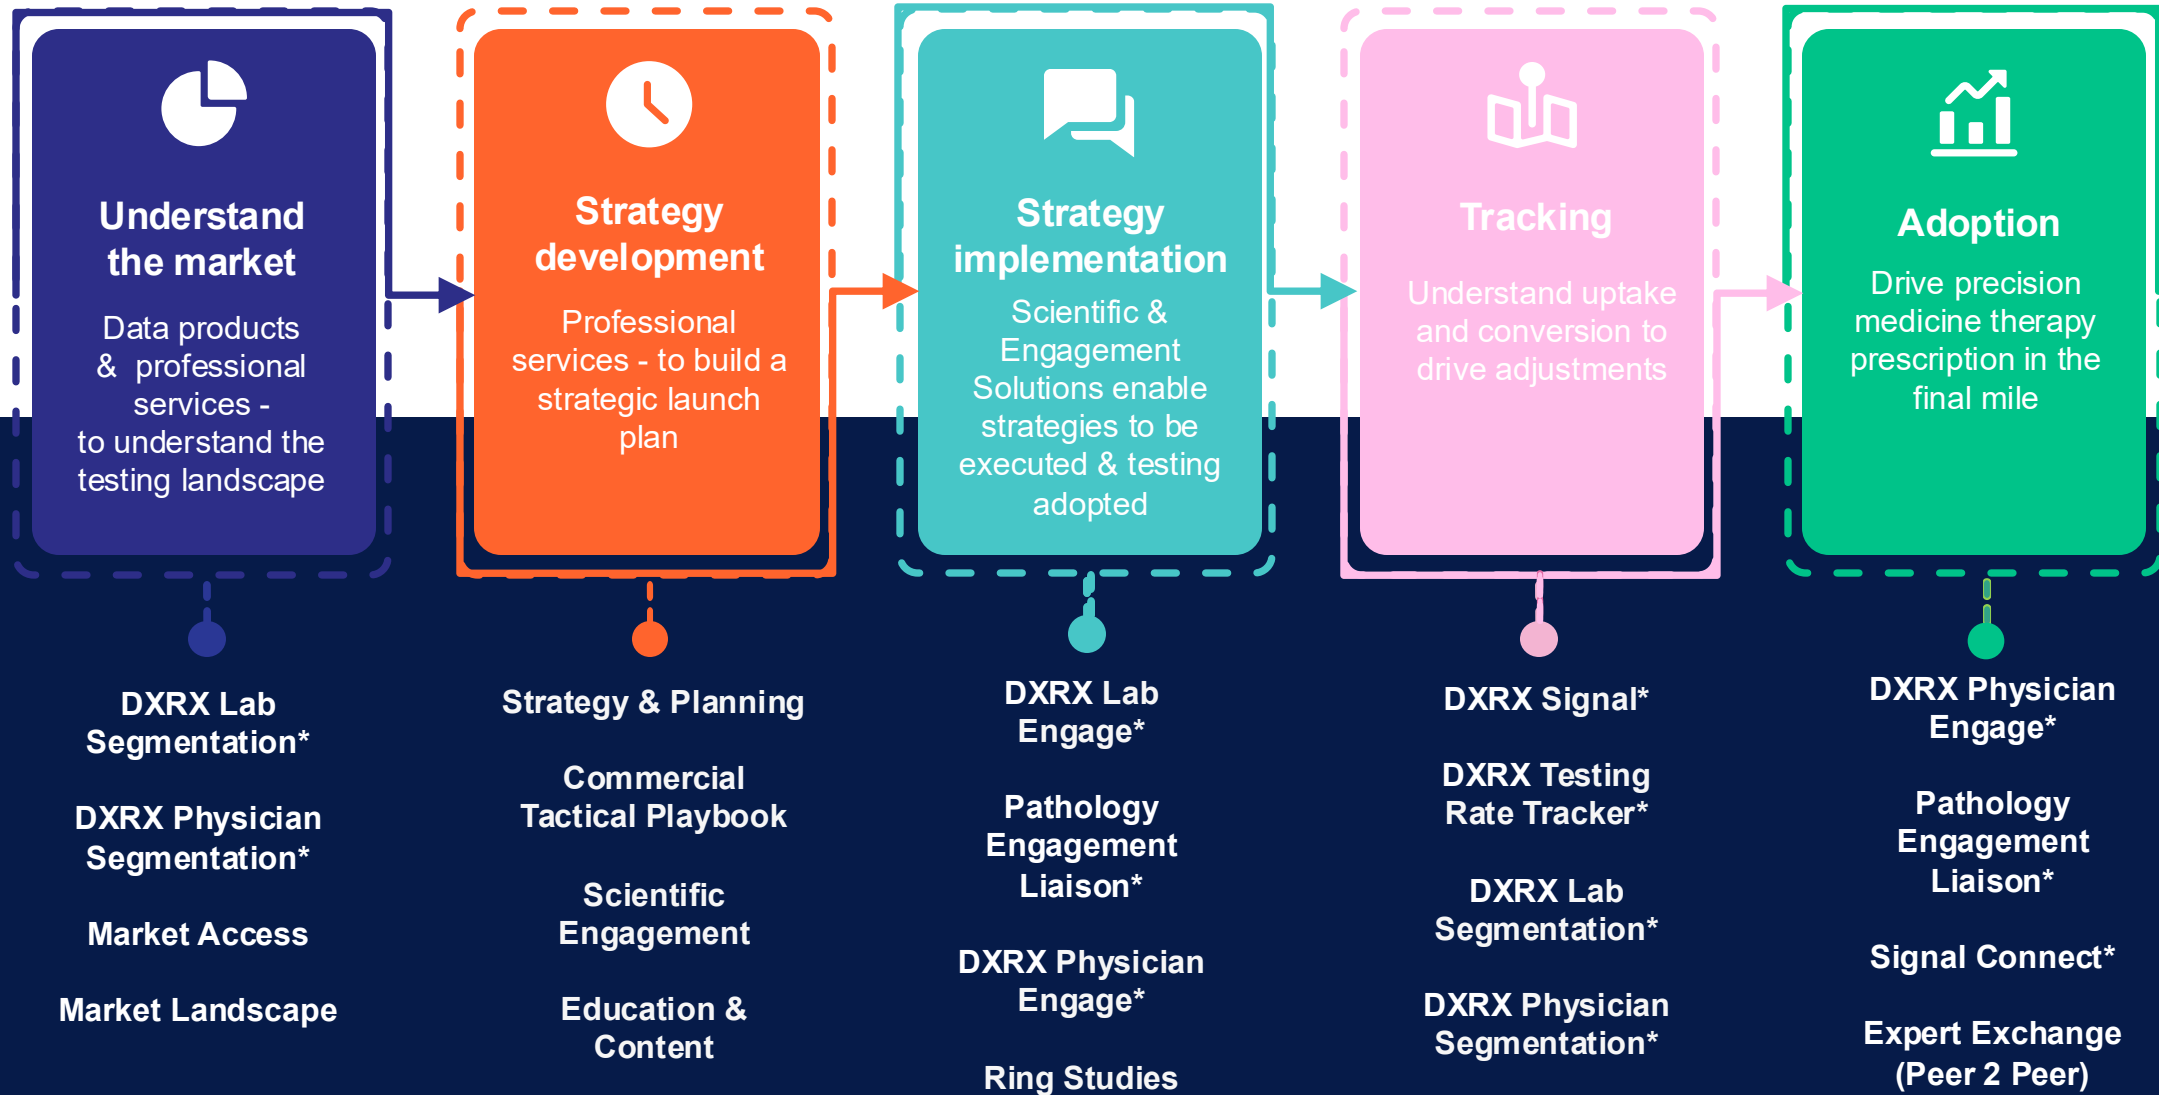 Understand
the market
Data products
& professional
services -
to understand the
testing landscape
Strategy
development
Professional
services - to build a
strategic launch
plan
Strategy
implementation
Scientific &
Engagement
Solutions enable
strategies to be
executed & testing
adopted
Tracking
Understand uptake
and conversion to
drive adjustments
Adoption
Drive precision
medicine therapy
prescription in the
final mile
DXRX Lab
Segmentation*
DXRX Physician
Segmentation*
Market Access
Market Landscape
Strategy & Planning
Commercial
Tactical Playbook
Scientific
Engagement
Education &
Content
DXRX Lab
Engage*
Pathology
Engagement
Liaison*
DXRX Physician
Engage*
Ring Studies
DXRX Signal*
DXRX Testing
Rate Tracker*
DXRX Lab
Segmentation*
DXRX Physician
Segmentation*
DXRX Physician
Engage*
Pathology
Engagement
Liaison*
Signal Connect*
Expert Exchange
(Peer 2 Peer)